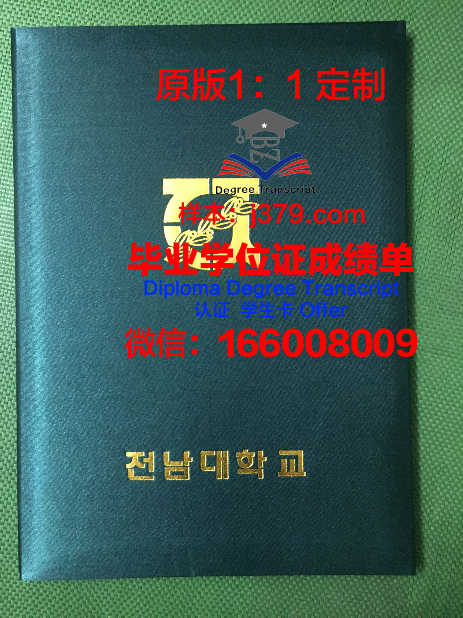 原版1：1 定制
Degree Transcript
样本：j379.com
毕业学位证成绩单
Diploma Degree Transcript
认证 学生卡 Offer
微信：166008009
전남대학교